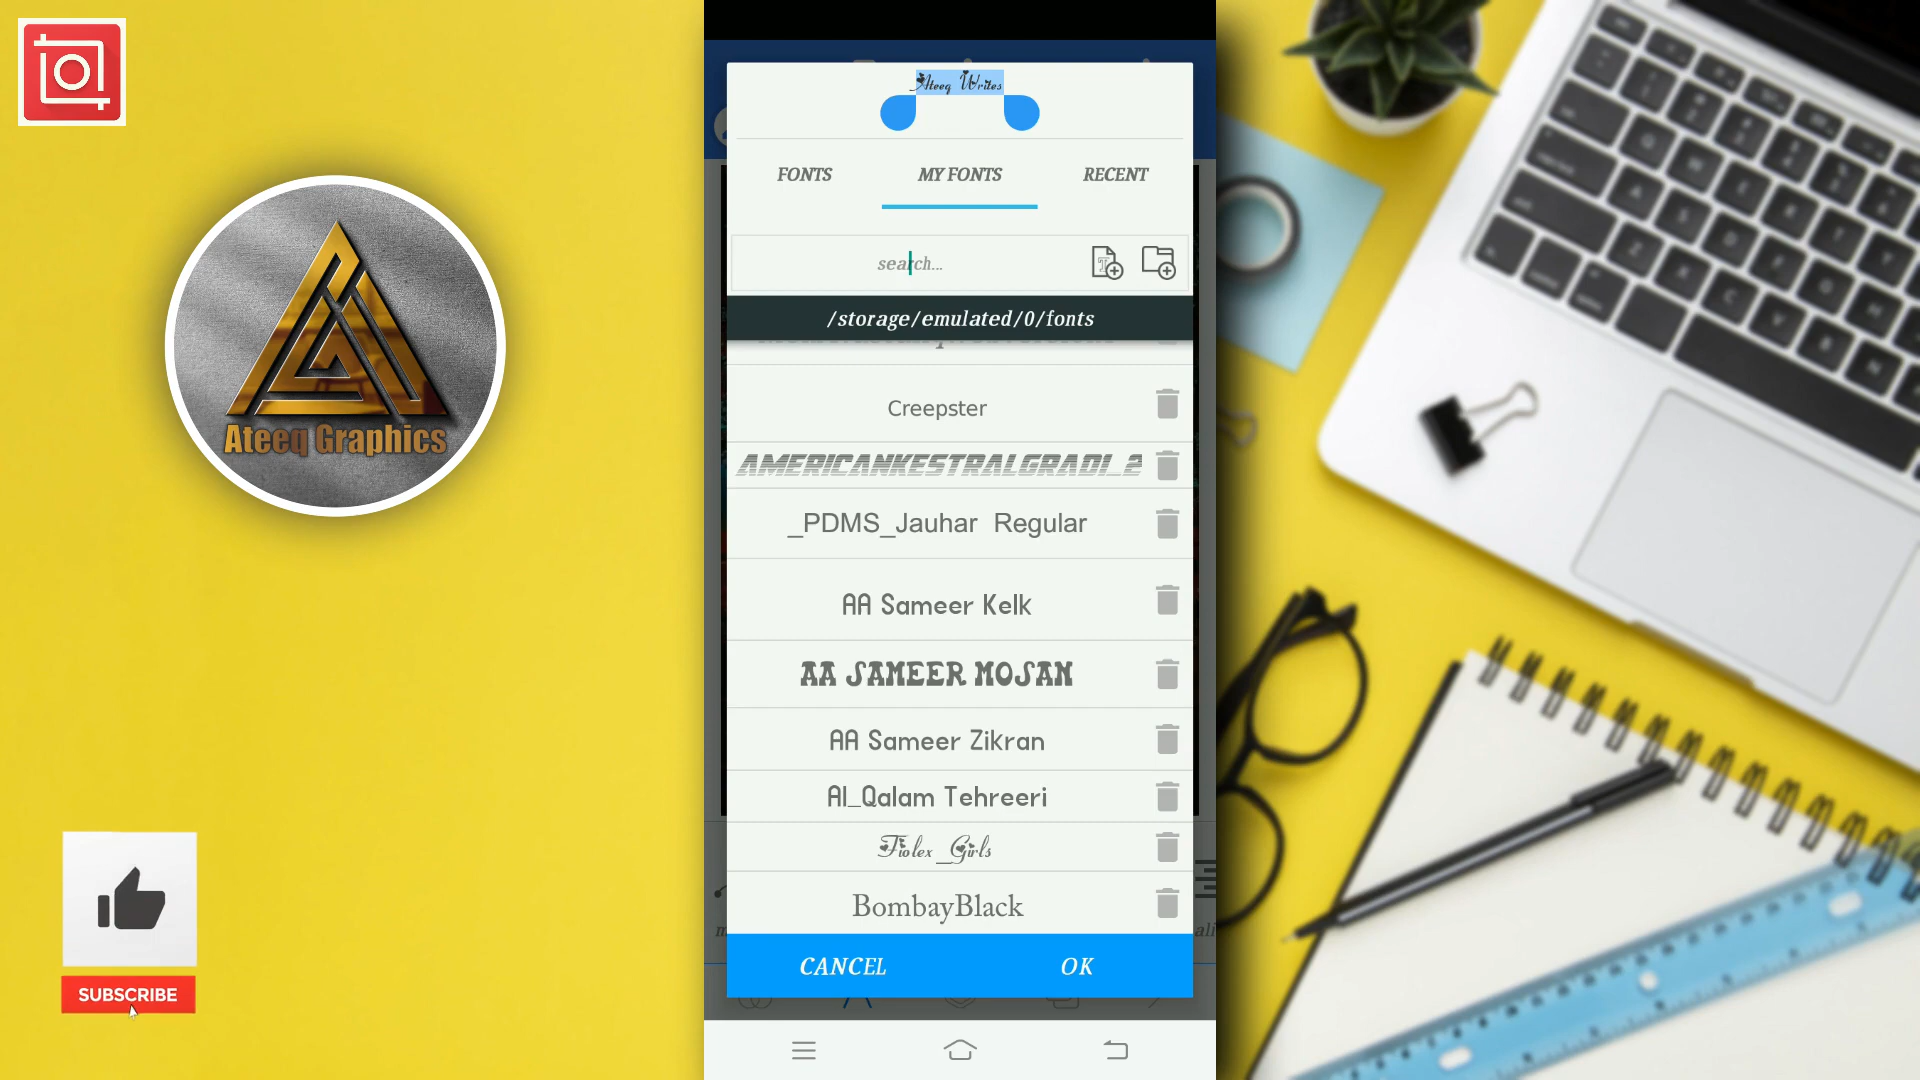 Ateeq Writes
FONTS
MY FONTS
RECENT
search...
/storage/emulated/0/fonts
Creepster
AMERICANKESTRALGRADI_2
_PDMS_Jauhar Regular
AA Sameer Kelk
AA SAMEER MOSAN
AA Sameer Zikran
Al_Qalam Tehreeri
Fiolex_Girls
BombayBlack
CANCEL
OK
Ateeq Graphics
SUBSCRIBE